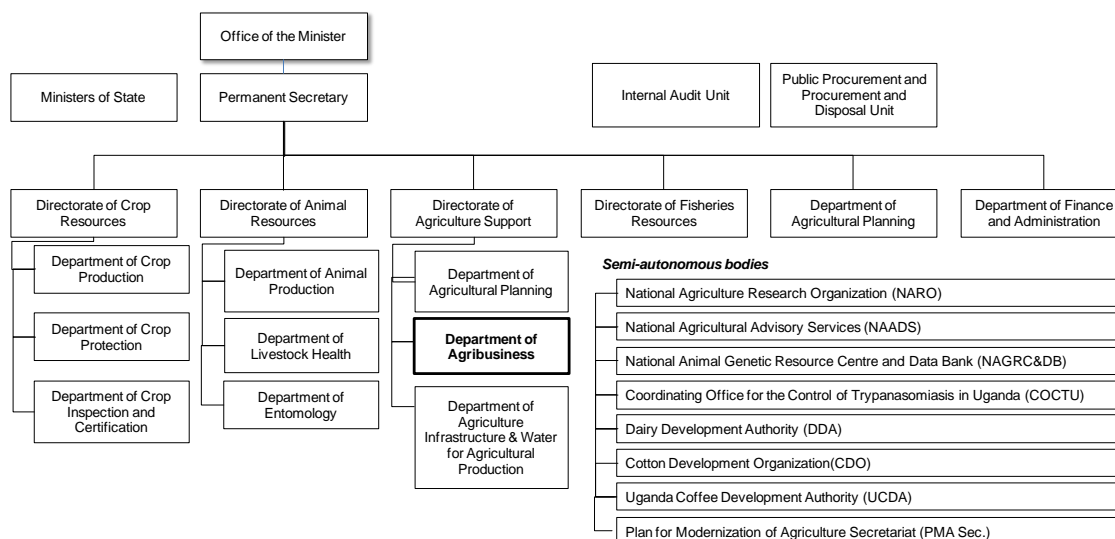 Office of the Minister
Ministers of State
Permanent Secretary
Internal Audit Unit
Public Procurement and
Procurement and
Disposal Unit
Directorate of Crop
Resources
Directorate of Animal
Resources
Directorate of
Agriculture Support
Directorate of Fisheries
Resources
Department of
Agricultural Planning
Department of Finance
and Administration
Department of Crop
Production
Department of Crop
Protection
Department of Crop
Inspection and
Certification
Department of Animal
Production
Department of
Livestock Health
Department of
Entomology
Department of
Agricultural Planning
Department of
Agribusiness
Department of
Agriculture
Infrastructure & Water
for Agricultural
Production
Semi-autonomous bodies
National Agriculture Research Organization (NARO)
National Agricultural Advisory Services (NAADS)
National Animal Genetic Resource Centre and Data Bank (NAGRC&DB)
Coordinating Office for the Control of Trypanasomiasis in Uganda (COCTU)
Dairy Development Authority (DDA)
Cotton Development Organization(CDO)
Uganda Coffee Development Authority (UCDA)
Plan for Modernization of Agriculture Secretariat (PMA Sec.)